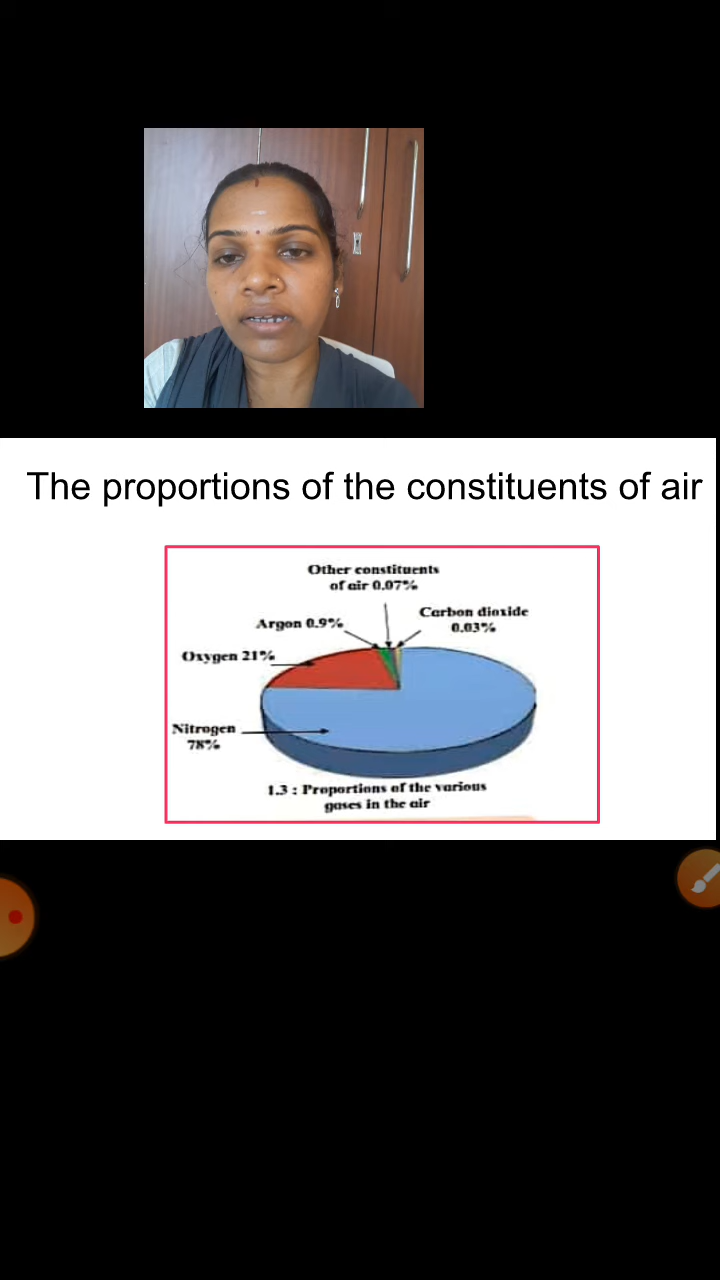 The proportions of the constituents of air
Other constituents
of air 0.07%
Argon 0.9%
Carbon dioxide
0.03%
Oxygen 21%
Nitrogen
78%
1.3 : Proportions of the various
gases in the air